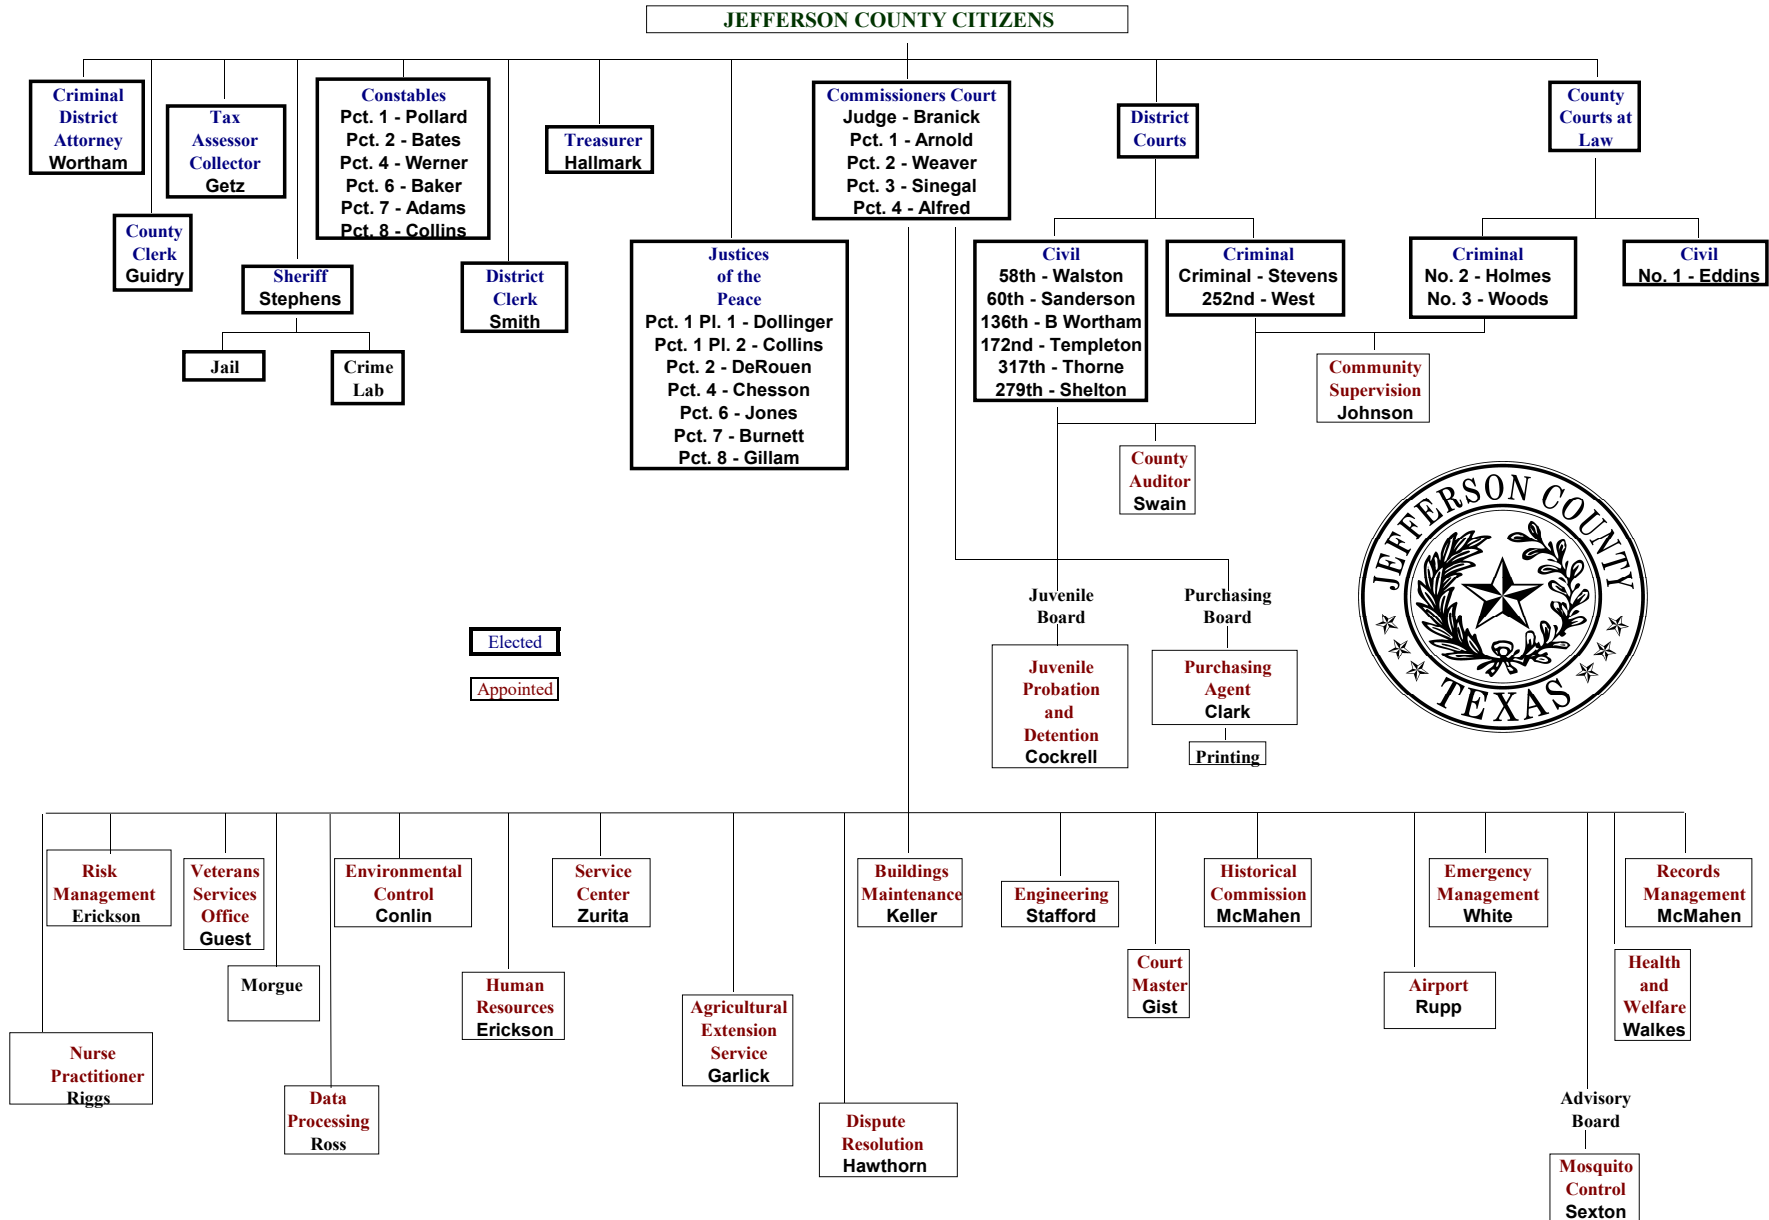 JEFFERSON COUNTY CITIZENS
Criminal
District
Attorney
Wortham
County
Clerk
Guidry
Tax
Assessor
Collector
Getz
Sheriff
Stephens
Jail
Crime
Lab
Constables
Pct. 1 - Pollard
Pct. 2 - Bates
Pct. 4 - Werner
Pct. 6 - Baker
Pct. 7 - Adams
Pct. 8 - Collins
District
Clerk
Smith
Treasurer
Hallmark
Justices
of the
Peace
Pct. 1 Pl. 1 - Dollinger
Pct. 1 Pl. 2 - Collins
Pct. 2 - DeRouen
Pct. 4 - Chesson
Pct. 6 - Jones
Pct. 7 - Burnett
Pct. 8 - Gillam
Commissioners Court
Judge - Branick
Pct. 1 - Arnold
Pct. 2 - Weaver
Pct. 3 - Sinegal
Pct. 4 - Alfred
District
Courts
Civil
58th - Walston
60th - Sanderson
136th - B Wortham
172nd - Templeton
317th - Thorne
279th - Shelton
Criminal
Criminal - Stevens
252nd - West
County
Courts at
Law
Criminal
No. 2 - Holmes
No. 3 - Woods
Civil
No. 1 - Eddins
Community
Supervision
Johnson
County
Auditor
Swain
Juvenile
Board
Juvenile
Probation
and
Detention
Cockrell
Purchasing
Board
Purchasing
Agent
Clark
Printing
Elected
Appointed
JEFFERSON COUNTY
TEXAS
Risk
Management
Erickson
Veterans
Services
Office
Guest
Environmental
Control
Conlin
Service
Center
Zurita
Buildings
Maintenance
Keller
Engineering
Stafford
Historical
Commission
McMahen
Emergency
Management
White
Records
Management
McMahen
Morgue
Human
Resources
Erickson
Agricultural
Extension
Service
Garlick
Court
Master
Gist
Airport
Rupp
Health
and
Welfare
Walkes
Nurse
Practitioner
Riggs
Data
Processing
Ross
Dispute
Resolution
Hawthorn
Advisory
Board
Mosquito
Control
Sexton